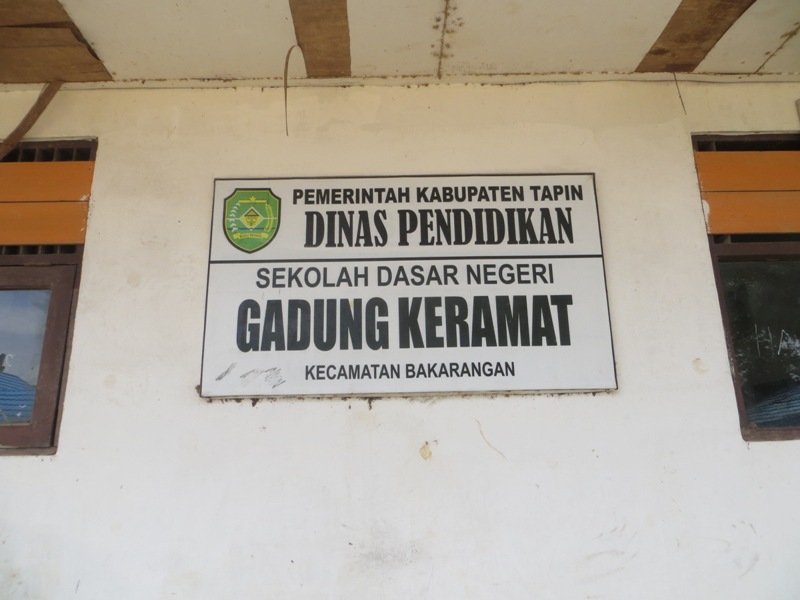 PEMERINTAH KABUPATEN TAPIN
DINAS PENDIDIKAN
SEKOLAH DASAR NEGERI
GADUNG KERAMAT
KECAMATAN BAKARANGAN